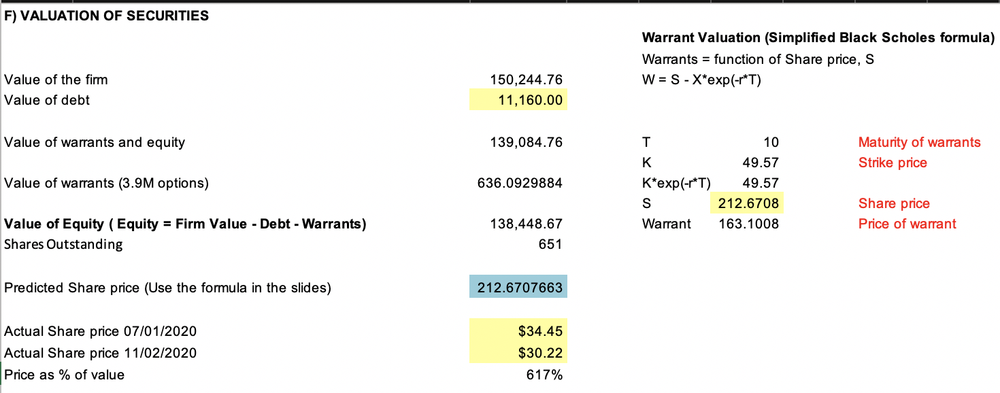 F) VALUATION OF SECURITIES
Warrant Valuation (Simplified Black Scholes formula)
Warrants = function of Share price, S
Value of the firm 150,244.76 W = S - X*exp(-r*T)
Value of debt 11,160.00
Value of warrants and equity 139,084.76 T 10 Maturity of warrants
K 49.57 Strike price
Value of warrants (3.9M options) 636.0929884 K*exp(-r*T) 49.57
S 212.6708 Share price
Value of Equity ( Equity = Firm Value - Debt - Warrants) 138,448.67 Warrant 163.1008 Price of warrant
Shares Outstanding 651
Predicted Share price (Use the formula in the slides) 212.6707663
Actual Share price 07/01/2020 $34.45
Actual Share price 11/02/2020 $30.22
Price as % of value 617%